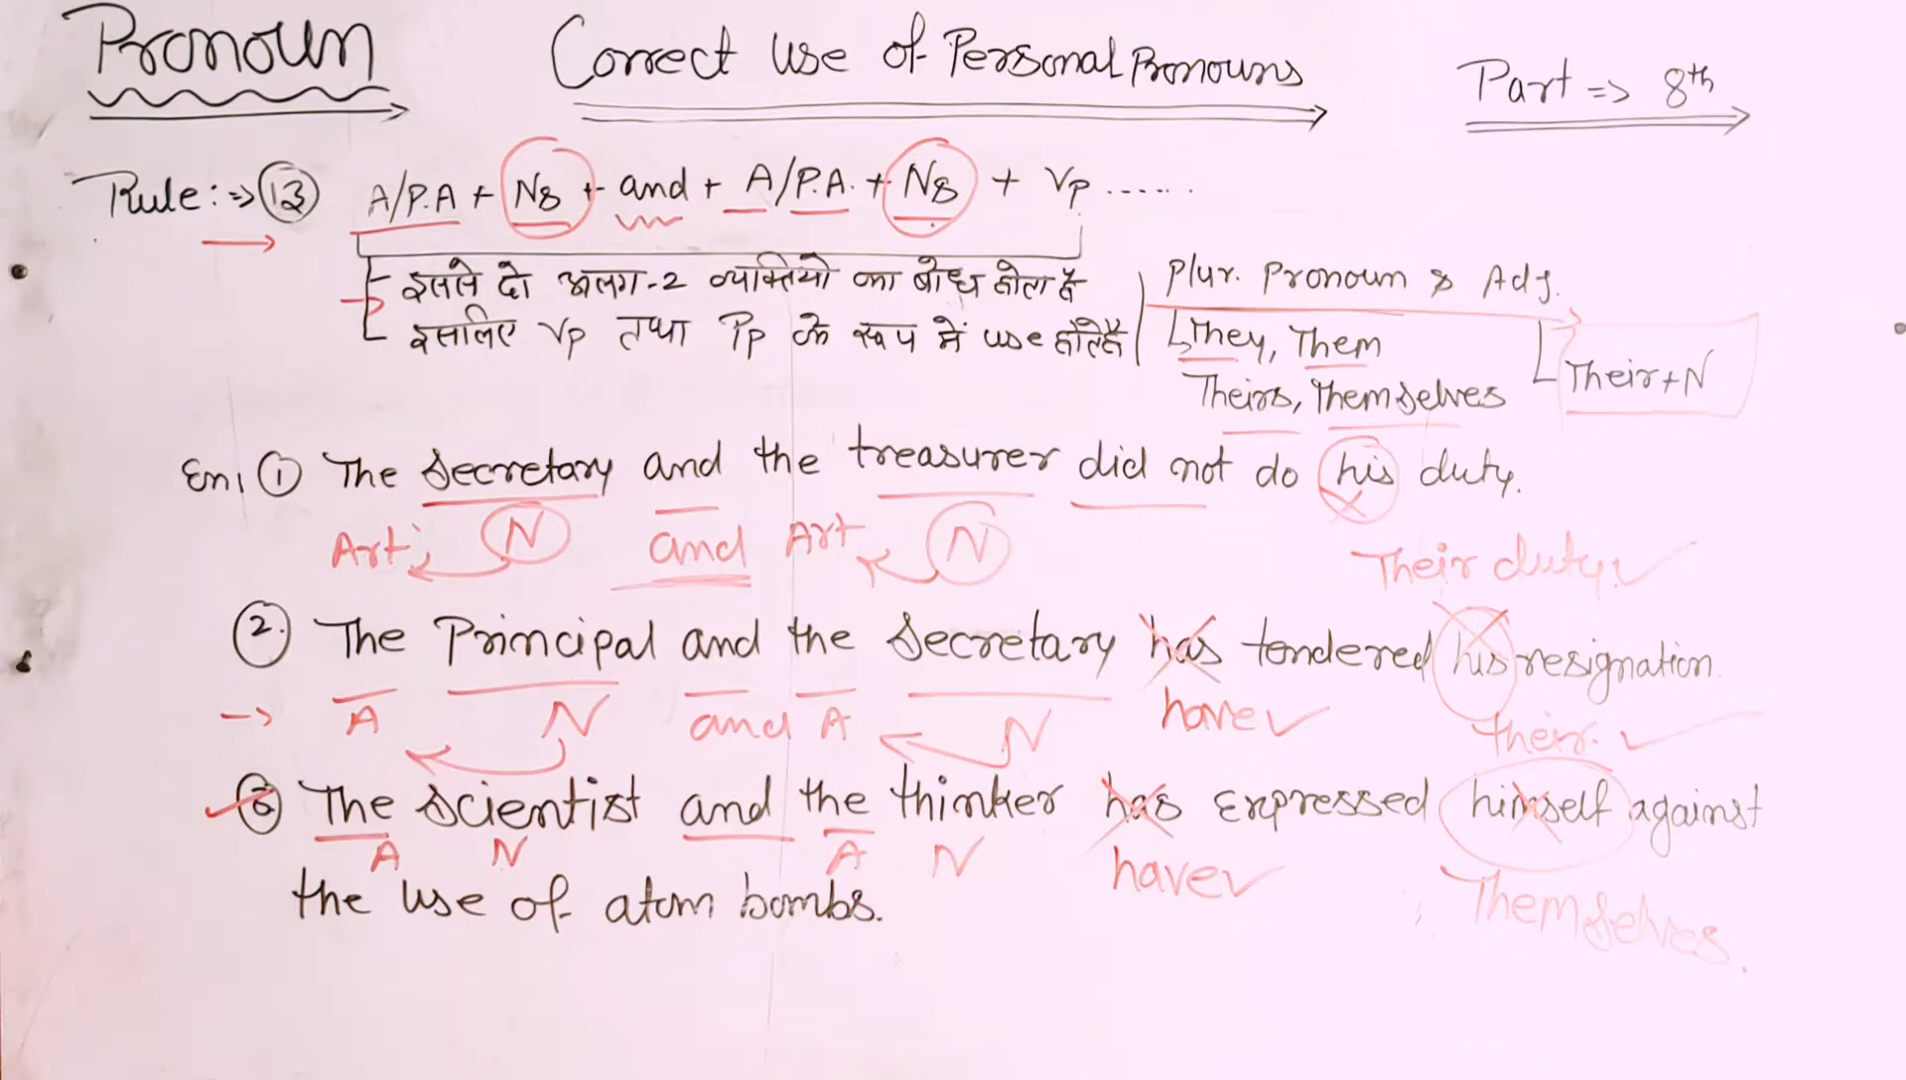 Pronoun Correct Use of Personal Pronouns Part => 8th
Rule :=> 13 A/P.A + Ns + and + A/P.A. + Ns + Vp ......
इससे दो अलग-2 व्यक्तियो का बोध होता है
इसलिए Vp तथा Pp के रूप में use होते हैं
Plur. Pronoun & Adj.
They, Them
Theirs, Themselves
Their+N
Ex, ① The Secretary and the treasurer did not do his duty.
Art; N and Art N
Their duty.
②. The Principal and the Secretary has tendered his resignation.
A N and A N have their.
③ The Scientist and the thinker has expressed himself against
A N A N have Themselves.
the use of atom bombs.